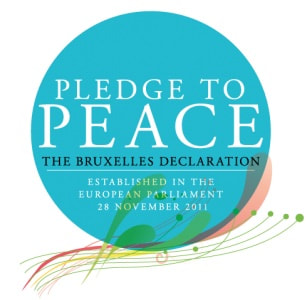 PLEDGE TO
PEACE
THE BRUXELLES DECLARATION
ESTABLISHED IN THE
EUROPEAN PARLIAMENT
28 NOVEMBER 2011